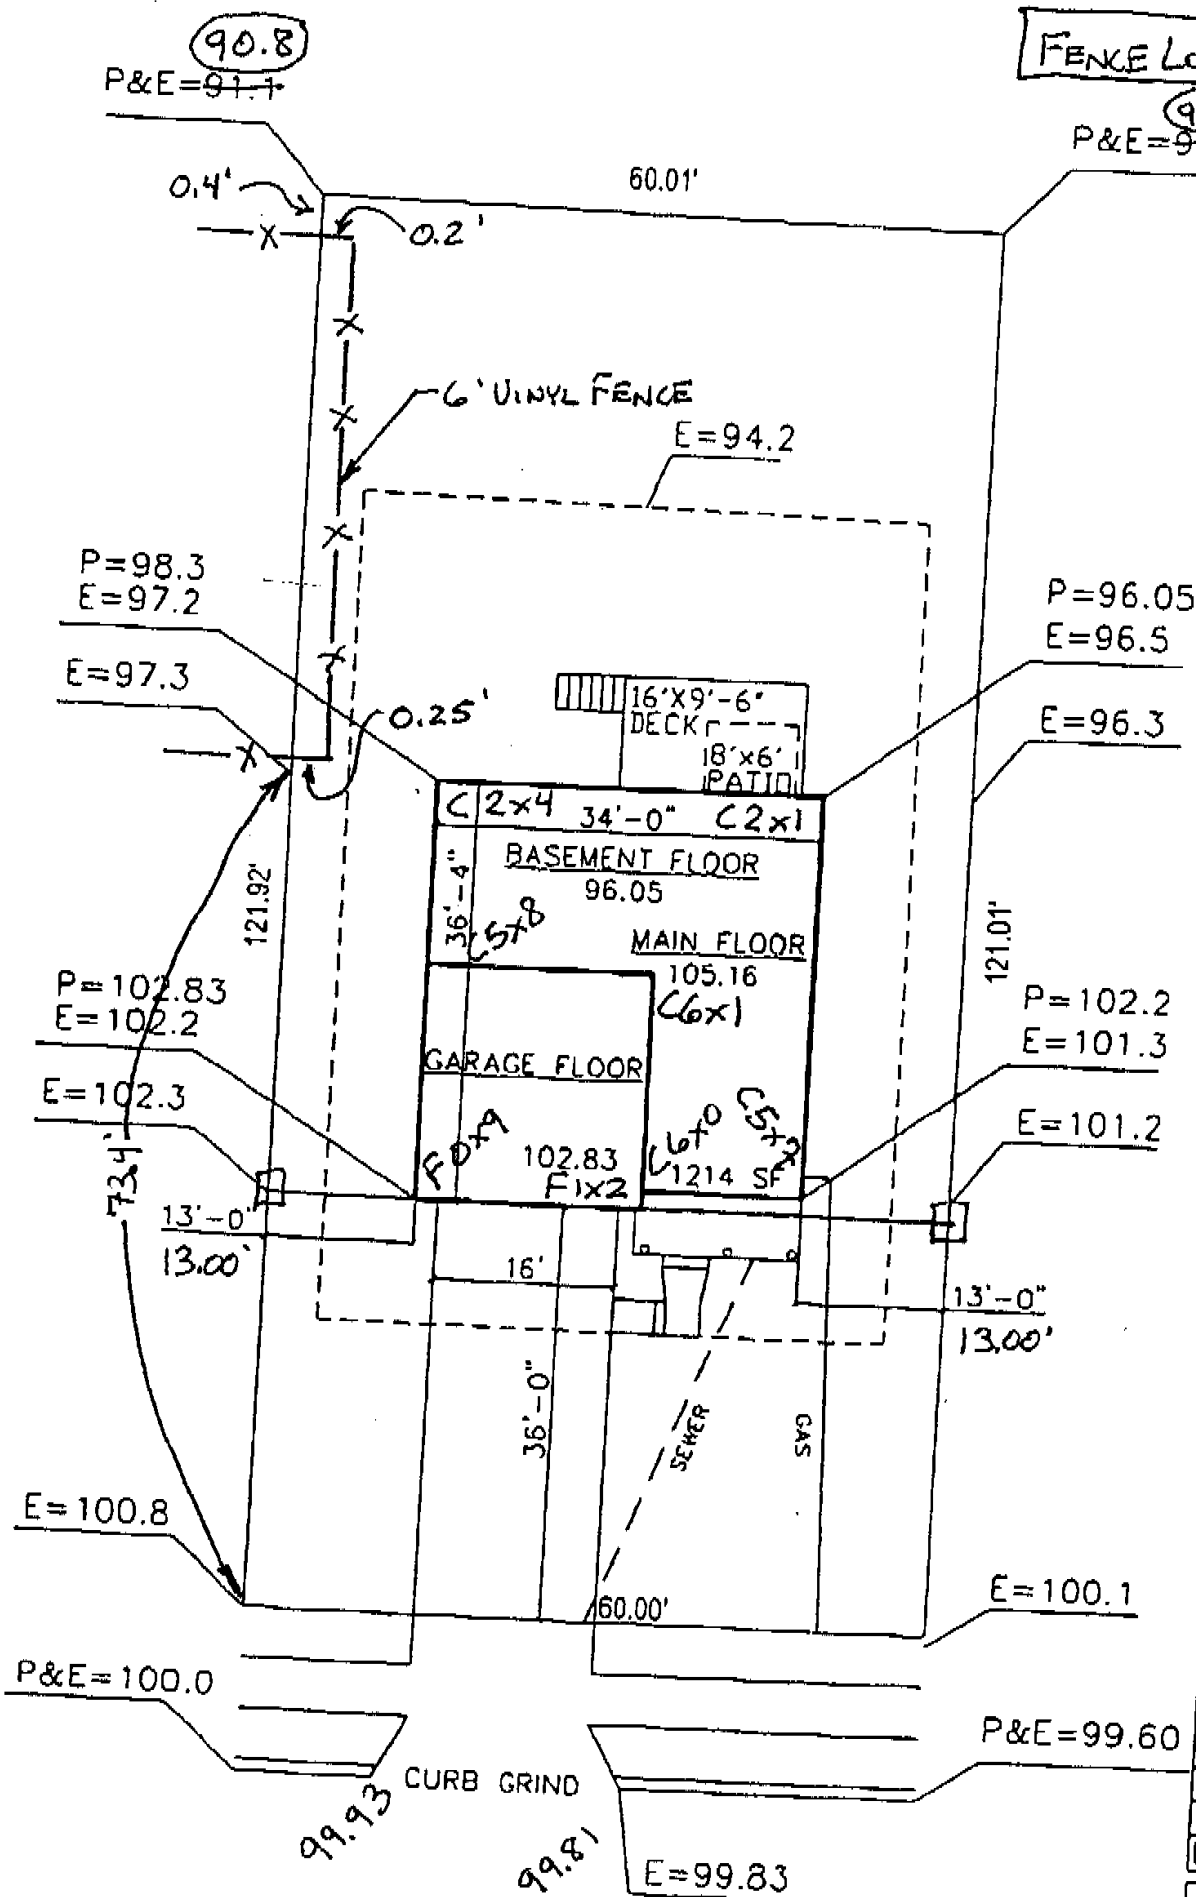 90.8
P&E=91.1
FENCE
P&E=
0.4'
60.01'
0.2'
6' VINYL FENCE
E=94.2
P=98.3
E=97.2
P=96.05
E=96.5
E=97.3
0.25'
16'X9'-6"
DECK
18'x6'
PATIO
E=96.3
C 2x4
34'-0"
C2x1
BASEMENT FLOOR
96.05
36'-4"
121.92'
C5x8
MAIN FLOOR
105.16
121.01'
P=102.83
E=102.2
C6x1
P=102.2
E=101.3
GARAGE FLOOR
E=102.3
F0x9
C6x0
C5x2
E=101.2
102.83
F1x2
1214 SF
73.4'
13'-0"
13.00'
16'
13'-0"
13.00'
36'-0"
SEWER
GAS
E=100.8
60.00'
E=100.1
P&E=100.0
P&E=99.60
CURB GRIND
99.93
99.81
E=99.83